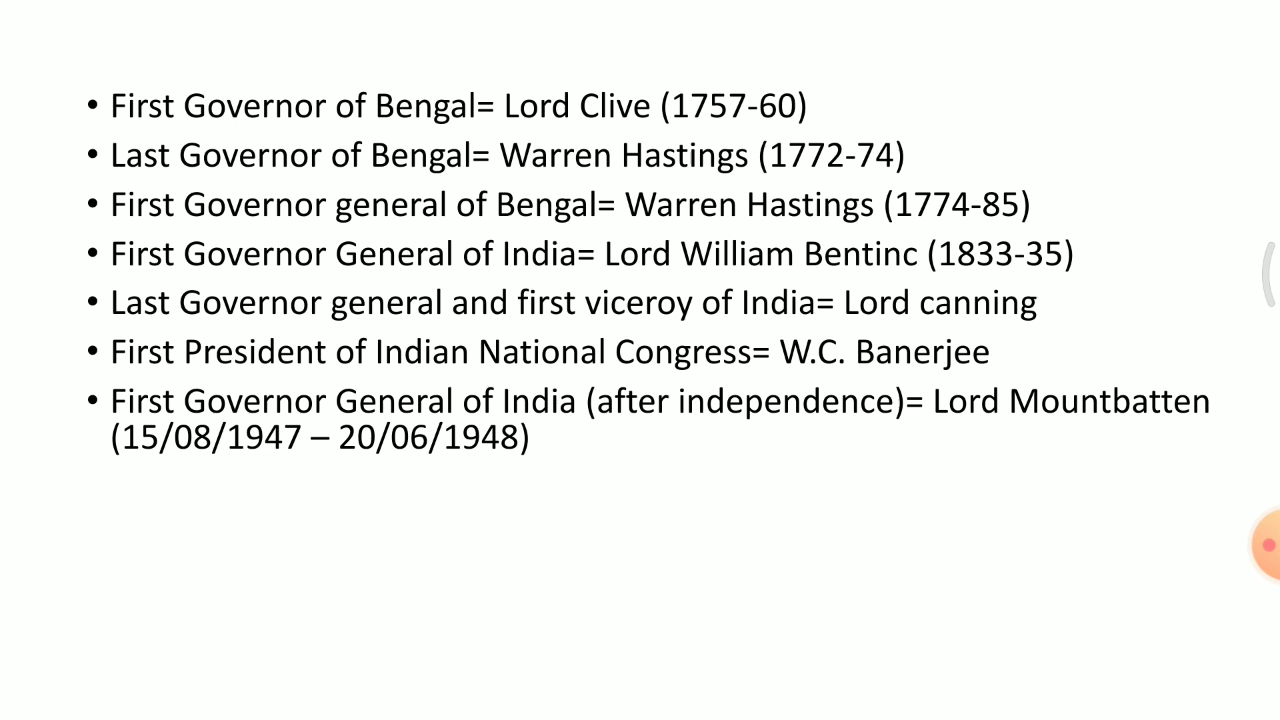 • First Governor of Bengal= Lord Clive (1757-60)
• Last Governor of Bengal= Warren Hastings (1772-74)
• First Governor general of Bengal= Warren Hastings (1774-85)
• First Governor General of India= Lord William Bentinc (1833-35)
• Last Governor general and first viceroy of India= Lord canning
• First President of Indian National Congress= W.C. Banerjee
• First Governor General of India (after independence)= Lord Mountbatten
(15/08/1947 – 20/06/1948)